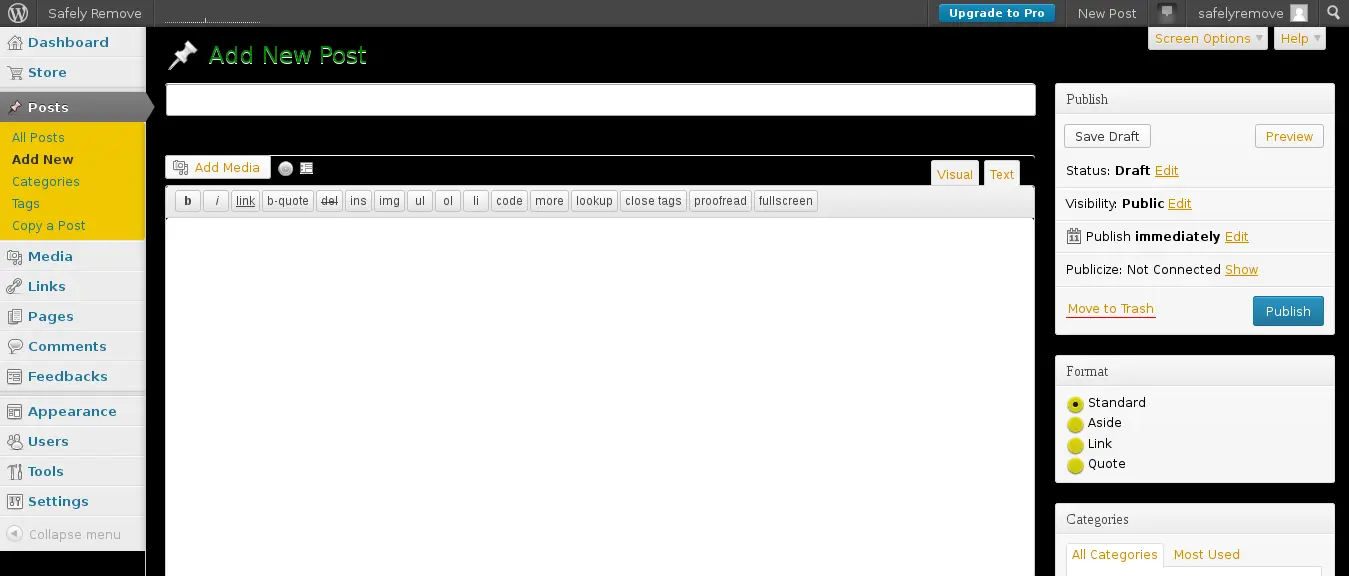 Safely Remove
Upgrade to Pro
New Post
safelyremove
Screen Options
Help
Dashboard
Store
Posts
All Posts
Add New
Categories
Tags
Copy a Post
Media
Links
Pages
Comments
Feedbacks
Appearance
Users
Tools
Settings
Collapse menu
Add New Post
Add Media
Visual
Text
b i link b-quote del ins img ul ol li code more lookup close tags proofread fullscreen
Publish
Save Draft
Preview
Status: Draft Edit
Visibility: Public Edit
11 Publish immediately Edit
Publicize: Not Connected Show
Move to Trash
Publish
Format
Standard
Aside
Link
Quote
Categories
All Categories
Most Used